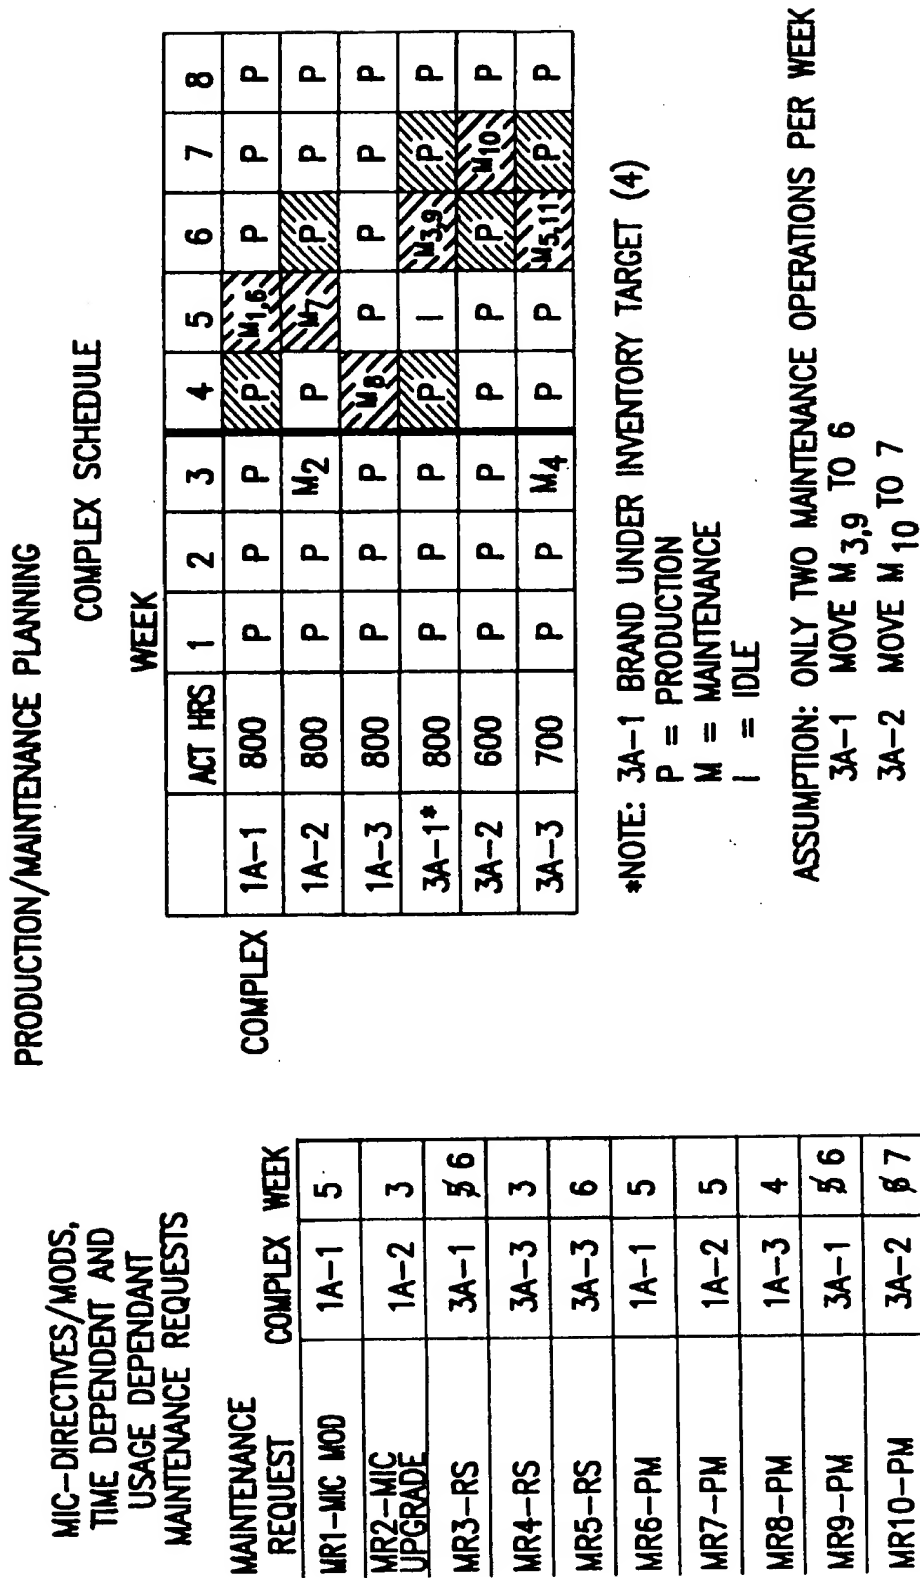 PRODUCTION/MAINTENANCE PLANNING
MIC-DIRECTIVES/MODS,
TIME DEPENDENT AND
USAGE DEPENDANT
MAINTENANCE REQUESTS
MAINTENANCE
REQUEST COMPLEX WEEK
MR1-MC MOD 1A-1 5
MR2-MIC
UPGRADE 1A-2 3
MR3-RS 3A-1 5 6
MR4-RS 3A-3 3
MR5-RS 3A-3 6
MR6-PM 1A-1 5
MR7-PM 1A-2 5
MR8-PM 1A-3 4
MR9-PM 3A-1 5 6
MR10-PM 3A-2 6 7
COMPLEX SCHEDULE
WEEK
ACT HRS 1 2 3 4 5 6 7 8
COMPLEX 1A-1 800 P P P P M1,6 P P P
1A-2 800 P P M2 P M7 P P P
1A-3 800 P P P M8 P P P P
3A-1* 800 P P P P I M3,9 P P
3A-2 600 P P P P P P M10 P
3A-3 700 P P M4 P P M5,11 P P
*NOTE: 3A-1 BRAND UNDER INVENTORY TARGET (4)
P = PRODUCTION
M = MAINTENANCE
I = IDLE
ASSUMPTION: ONLY TWO MAINTENANCE OPERATIONS PER WEEK
3A-1 MOVE M3,9 TO 6
3A-2 MOVE M10 TO 7